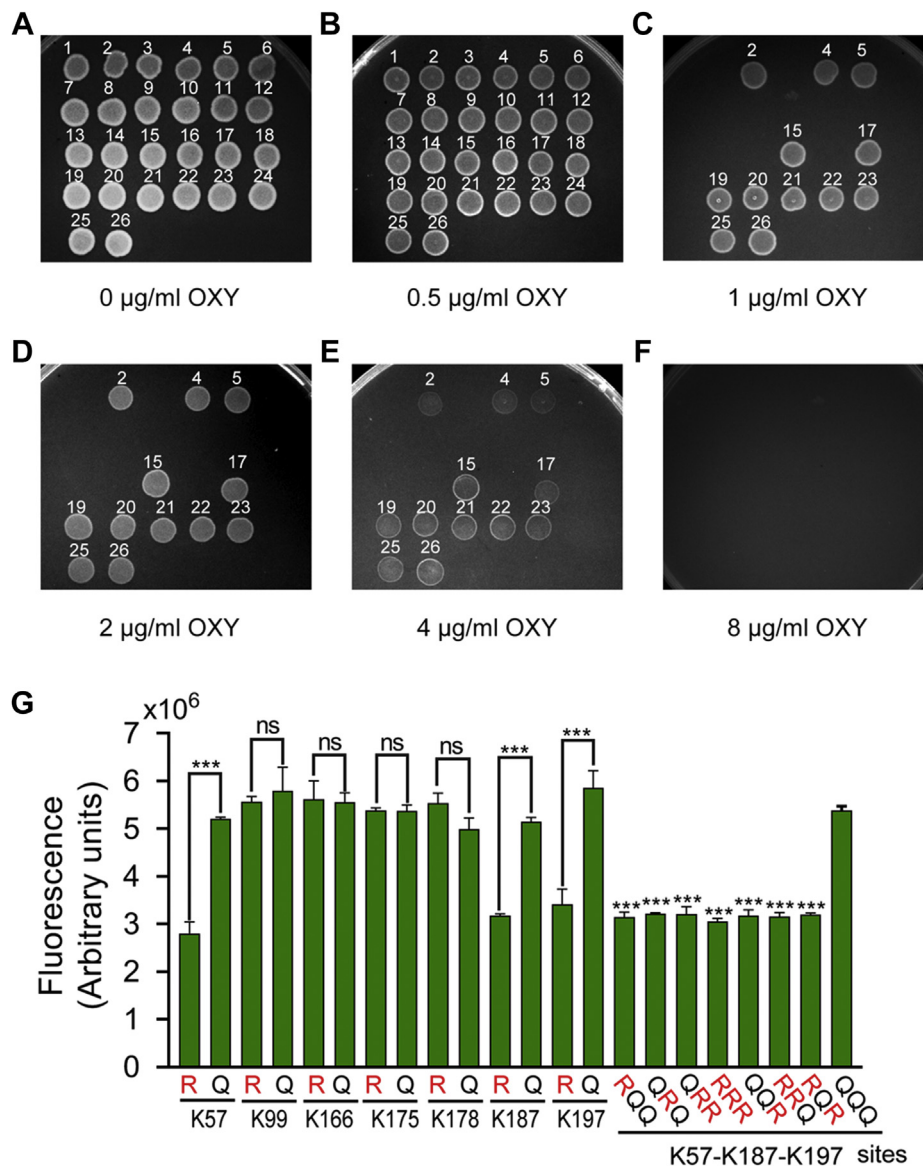 A
1 2 3 4 5 6
7 8 9 10 11 12
13 14 15 16 17 18
19 20 21 22 23 24
25 26
0 µg/ml OXY
B
1 2 3 4 5 6
7 8 9 10 11 12
13 14 15 16 17 18
19 20 21 22 23 24
25 26
0.5 µg/ml OXY
C
2 4 5
15 17
19 20 21 22 23
25 26
1 µg/ml OXY
D
2 4 5
15 17
19 20 21 22 23
25 26
2 µg/ml OXY
E
2 4 5
15 17
19 20 21 22 23
25 26
4 µg/ml OXY
F
8 µg/ml OXY
G
x10⁶
Fluorescence
(Arbitrary units)
7
6
5
4
3
2
1
0
*** ns ns ns ns *** ***
*** *** *** *** *** *** ***
R Q R Q R Q R Q R Q R Q R Q
RQQ QRQ QRR RRR QQR RRQ RQR QQQ
K57 K99 K166 K175 K178 K187 K197
K57-K187-K197 sites